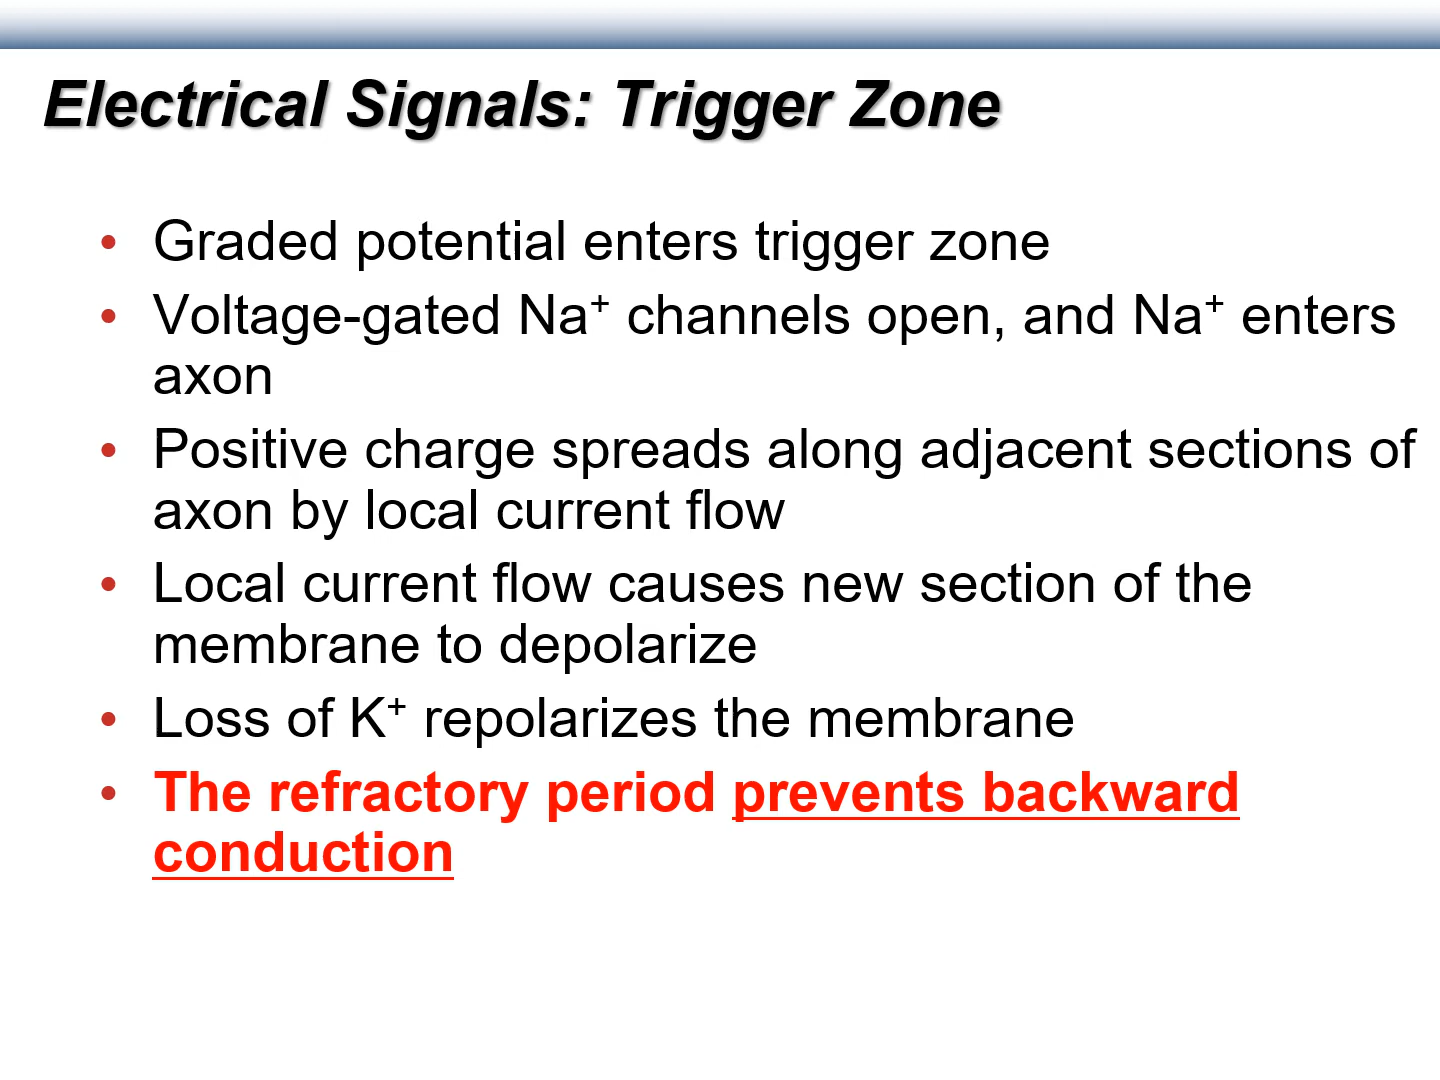 Electrical Signals: Trigger Zone
• Graded potential enters trigger zone
• Voltage-gated Na⁺ channels open, and Na⁺ enters
axon
• Positive charge spreads along adjacent sections of
axon by local current flow
• Local current flow causes new section of the
membrane to depolarize
• Loss of K⁺ repolarizes the membrane
• The refractory period prevents backward
conduction